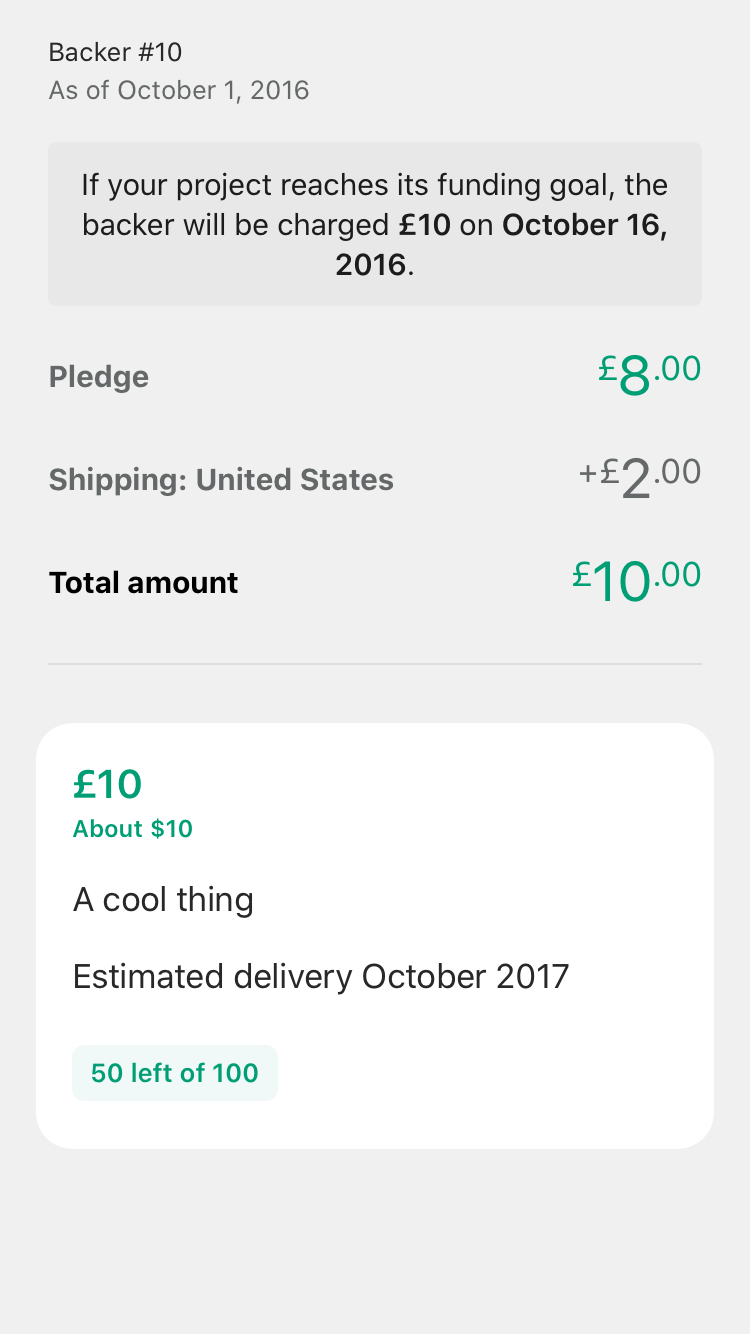 Backer #10
As of October 1, 2016
If your project reaches its funding goal, the
backer will be charged £10 on October 16,
2016.
Pledge £8.00
Shipping: United States +£2.00
Total amount £10.00
£10
About $10
A cool thing
Estimated delivery October 2017
50 left of 100